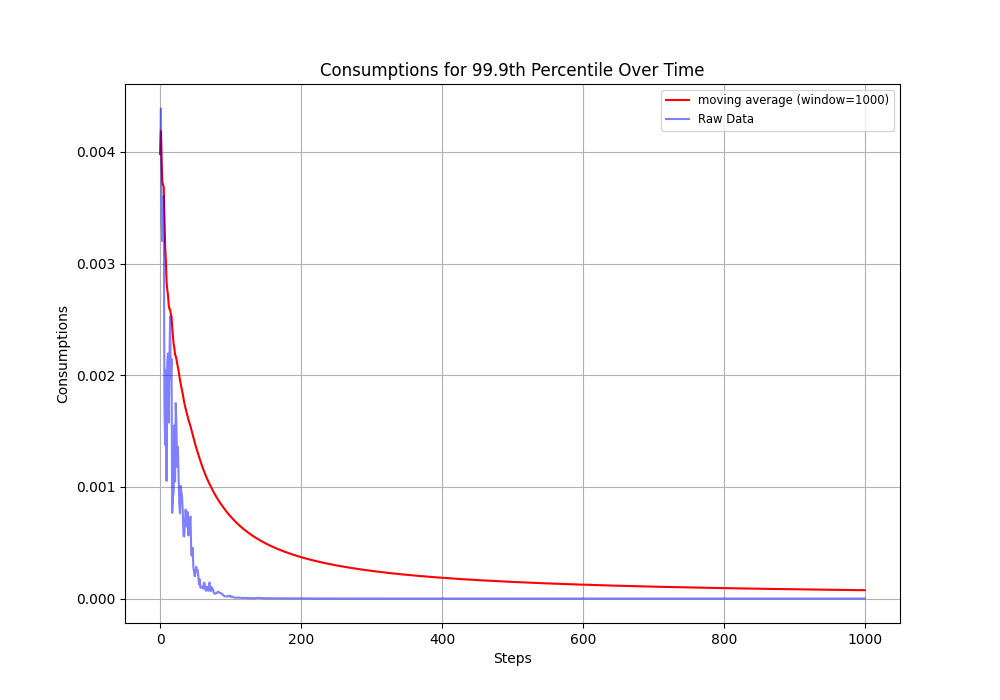 Consumptions for 99.9th Percentile Over Time
moving average (window=1000)
Raw Data
0.004
0.003
0.002
0.001
0.000
Consumptions
0
200
400
600
800
1000
Steps